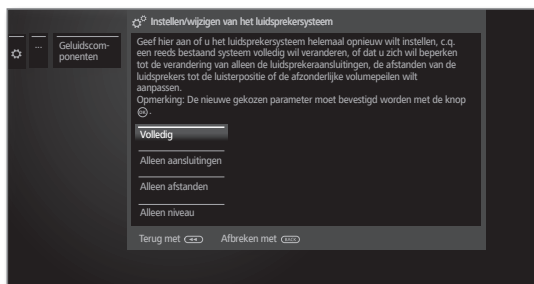 Instellen/wijzigen van het luidsprekersysteem
...
Geluidscom-
ponenten
Geef hier aan of u het luidsprekersysteem helemaal opnieuw wilt instellen, c.q.
een reeds bestaand systeem volledig wil veranderen, of dat u zich wil beperken
tot de verandering van alleen de luidsprekeraansluitingen, de afstanden van de
luidsprekers tot de luisterpositie of de afzonderlijke volumepeilen wilt
aanpassen.
Opmerking: De nieuwe gekozen parameter moet bevestigd worden met de knop
OK .
Volledig
Alleen aansluitingen
Alleen afstanden
Alleen niveau
Terug met Afbreken met BACK